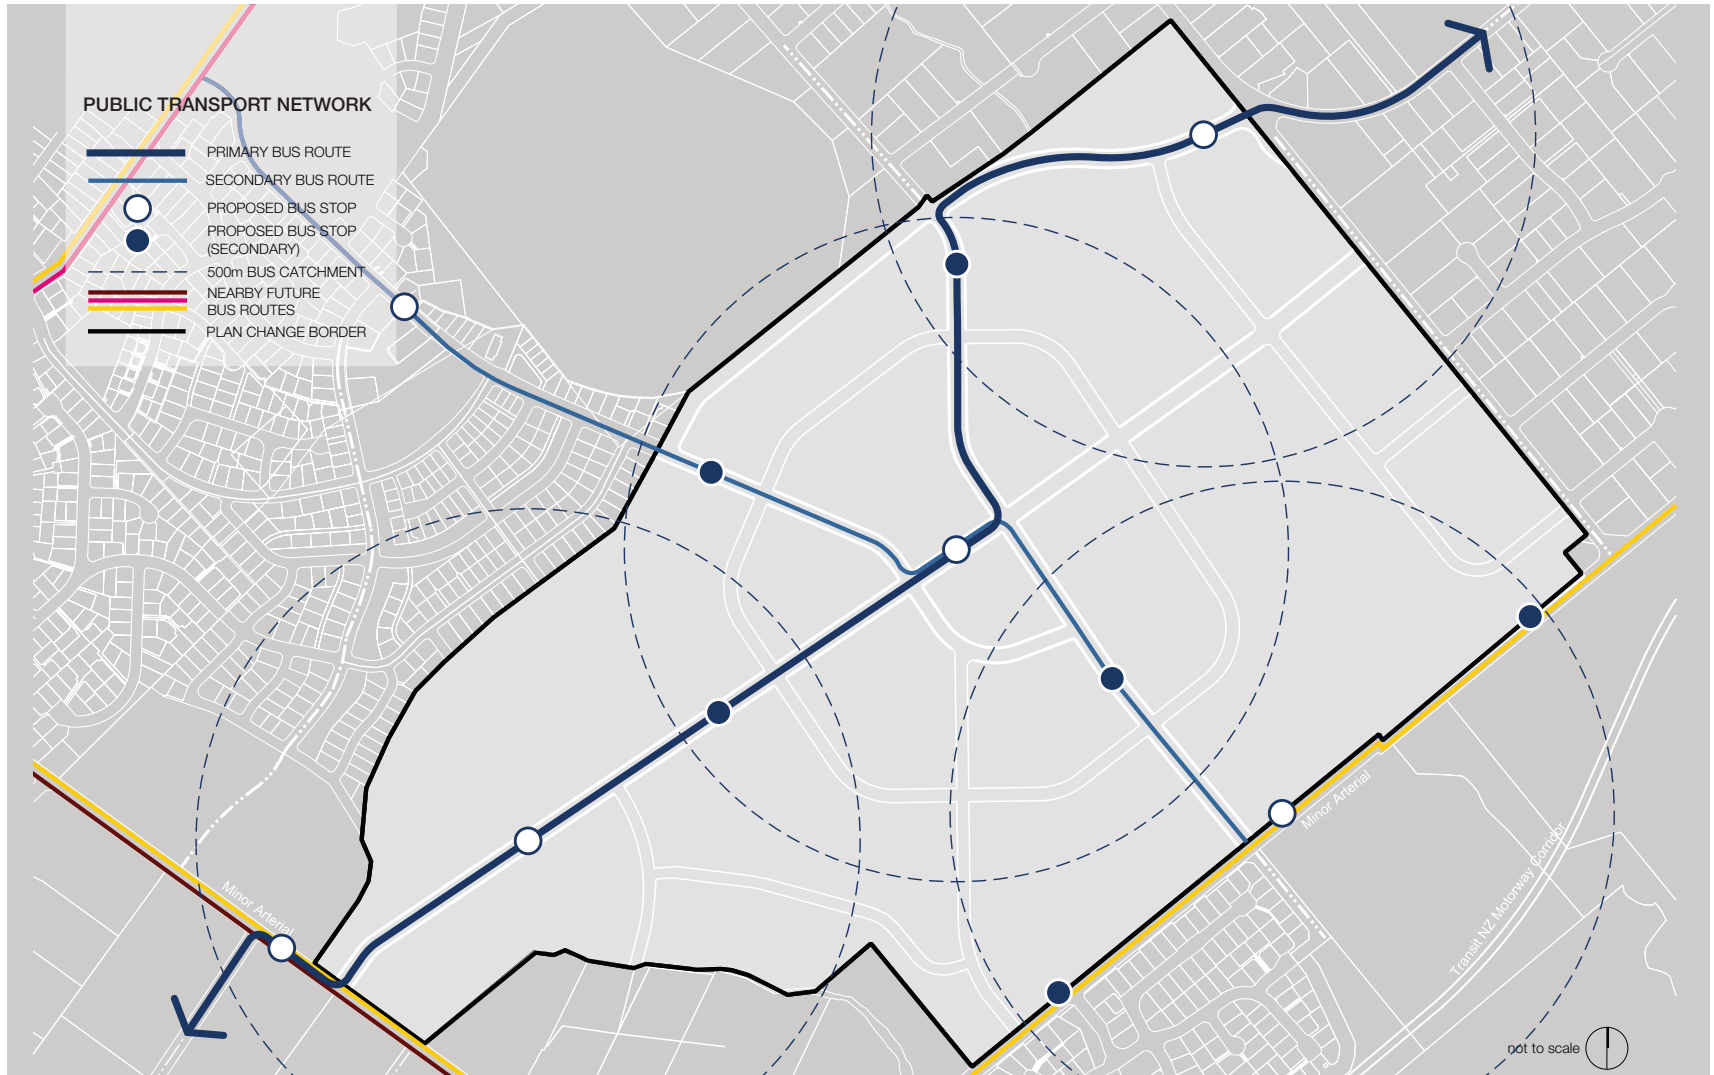 PUBLIC TRANSPORT NETWORK
PRIMARY BUS ROUTE
SECONDARY BUS ROUTE
PROPOSED BUS STOP
PROPOSED BUS STOP
(SECONDARY)
500m BUS CATCHMENT
NEARBY FUTURE
BUS ROUTES
PLAN CHANGE BORDER
Minor Arterial
Minor Arterial
Transit NZ Motorway Corridor
not to scale